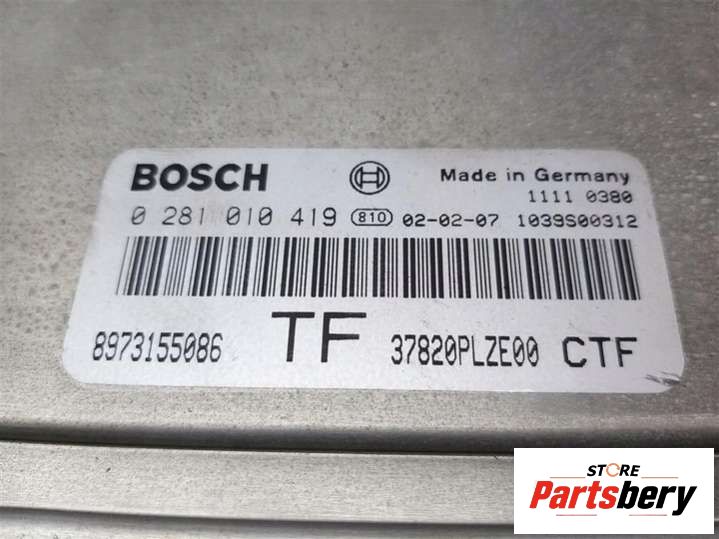 BOSCH Made in Germany
1111 0380
0 281 010 419 810 02-02-07 1039S00312
8973155086 TF 37820PLZE00 CTF
STORE
Partsbery